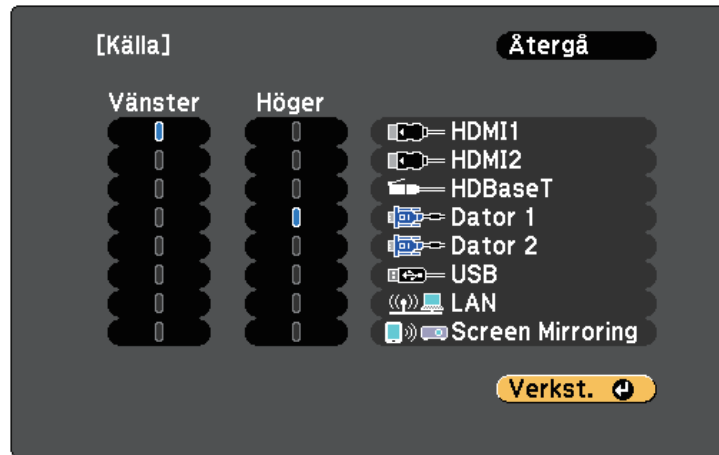 [Källa]
Återgå
Vänster Höger
HDMI1
HDMI2
HDBaseT
Dator 1
Dator 2
USB
LAN
Screen Mirroring
Verkst.